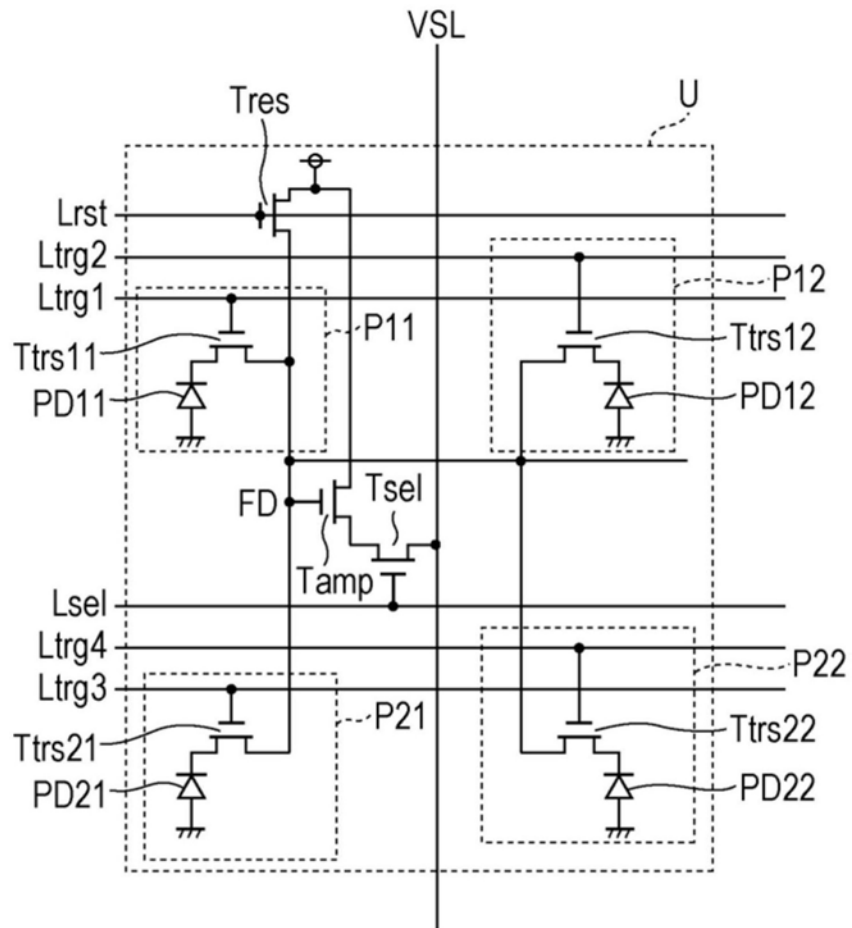 VSL
Tres
U
Lrst
Ltrg2
Ltrg1
P12
P11
Ttrs11
Ttrs12
PD11
PD12
Tsel
FD
Tamp
Lsel
Ltrg4
P22
Ltrg3
P21
Ttrs21
Ttrs22
PD21
PD22